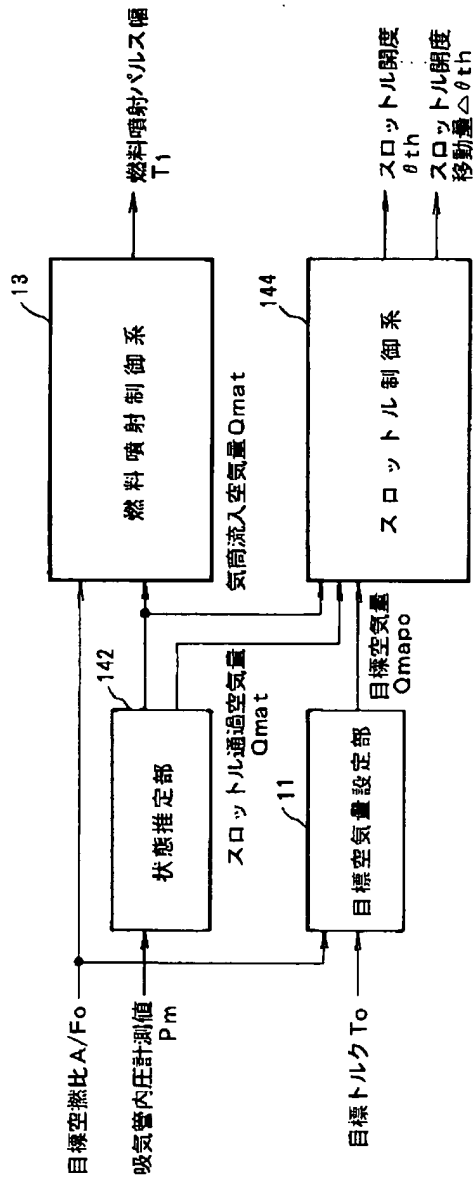 目標空撚比A/Fo
吸気管内圧計測値
Pm
目標トルクTo
142
状態推定部
スロットル通過空気量
Qmat
11
目標空気量設定部
気筒流入空気量Qmat
目標空気量
Qmapo
13
燃料噴射制御系
144
スロットル制御系
燃料噴射パルス幅
T1
スロットル開度
θth
スロットル開度
移動量△θth